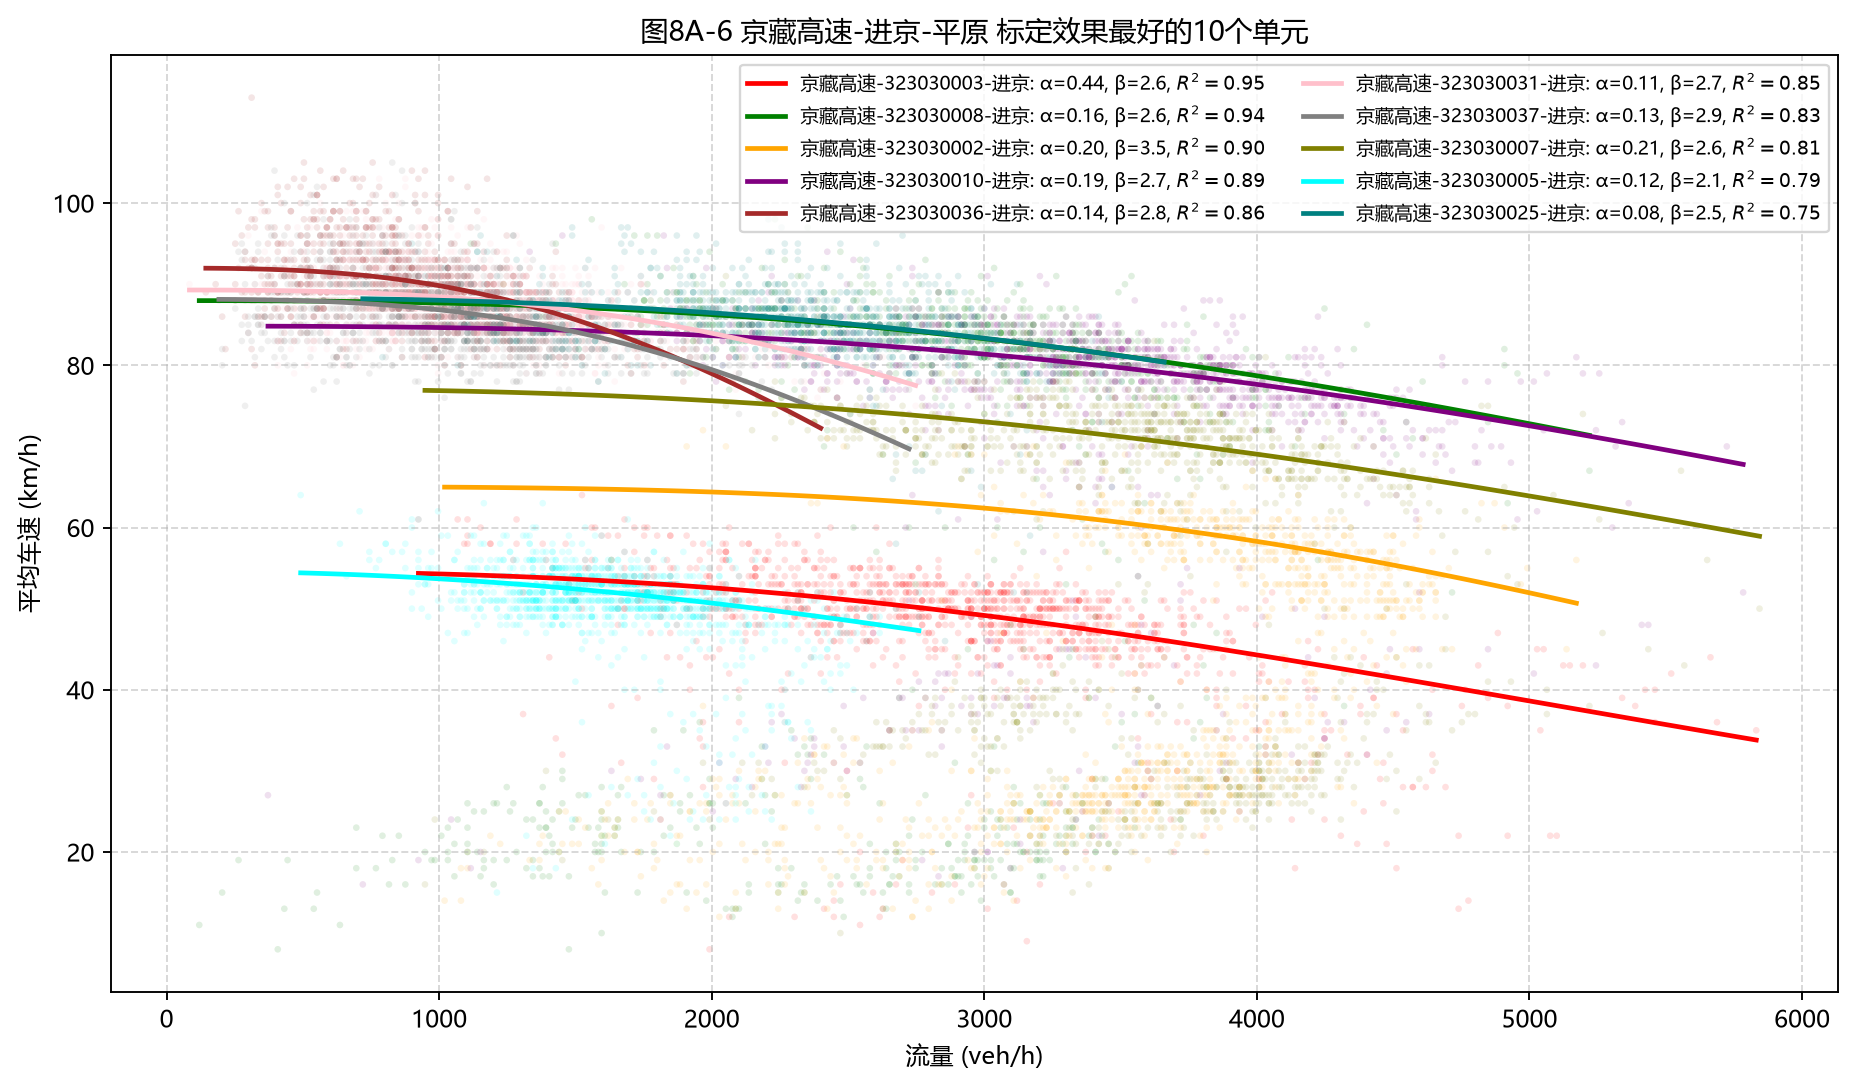 图8A-6 京藏高速-进京-平原 标定效果最好的10个单元
京藏高速-323030003-进京: α=0.44, β=2.6, R² = 0.95
京藏高速-323030008-进京: α=0.16, β=2.6, R² = 0.94
京藏高速-323030002-进京: α=0.20, β=3.5, R² = 0.90
京藏高速-323030010-进京: α=0.19, β=2.7, R² = 0.89
京藏高速-323030036-进京: α=0.14, β=2.8, R² = 0.86
京藏高速-323030031-进京: α=0.11, β=2.7, R² = 0.85
京藏高速-323030037-进京: α=0.13, β=2.9, R² = 0.83
京藏高速-323030007-进京: α=0.21, β=2.6, R² = 0.81
京藏高速-323030005-进京: α=0.12, β=2.1, R² = 0.79
京藏高速-323030025-进京: α=0.08, β=2.5, R² = 0.75
平均车速 (km/h)
100
80
60
40
20
0 1000 2000 3000 4000 5000 6000
流量 (veh/h)